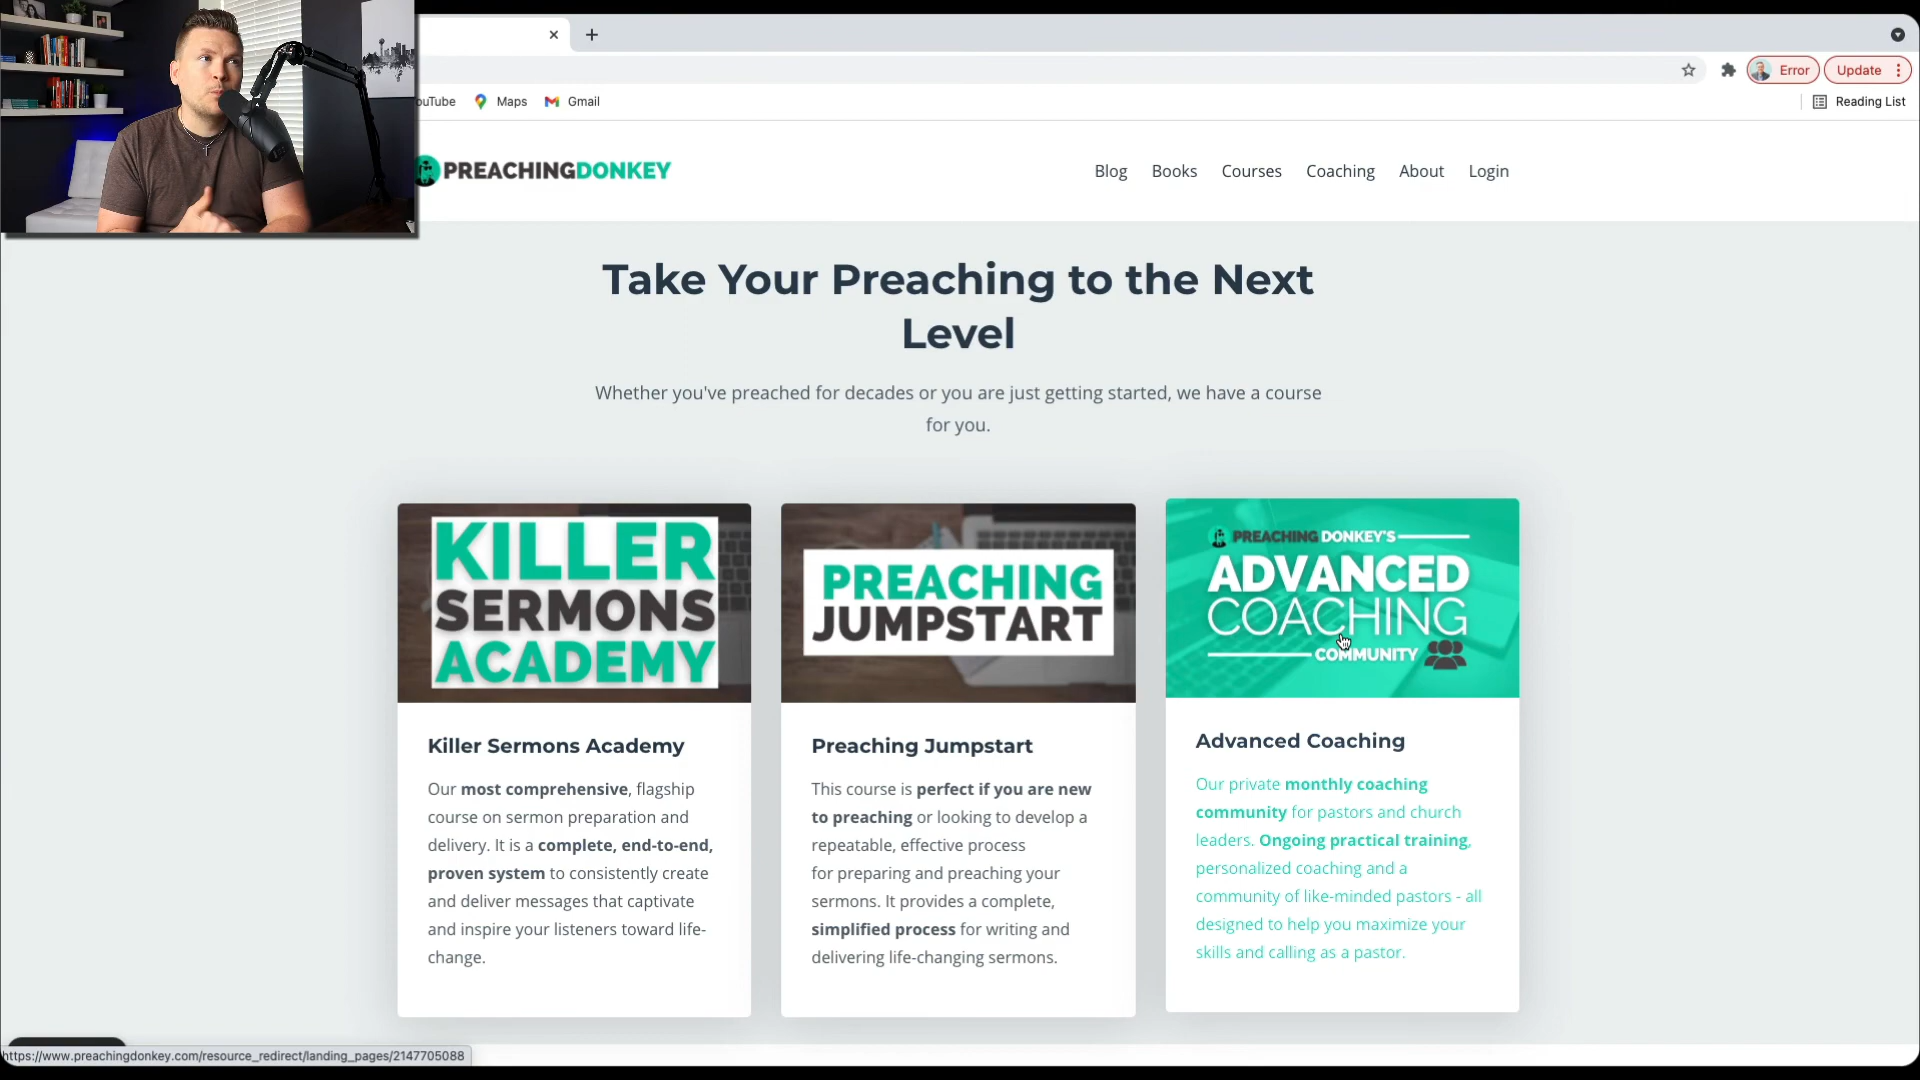 Error
Update
ouTube
Maps
Gmail
Reading List
PREACHINGDONKEY
Blog
Books
Courses
Coaching
About
Login
Take Your Preaching to the Next
Level
Whether you've preached for decades or you are just getting started, we have a course
for you.
KILLER
SERMONS
ACADEMY
Killer Sermons Academy
Our most comprehensive, flagship
course on sermon preparation and
delivery. It is a complete, end-to-end,
proven system to consistently create
and deliver messages that captivate
and inspire your listeners toward life-
change.
PREACHING
JUMPSTART
Preaching Jumpstart
This course is perfect if you are new
to preaching or looking to develop a
repeatable, effective process
for preparing and preaching your
sermons. It provides a complete,
simplified process for writing and
delivering life-changing sermons.
PREACHING DONKEY'S
ADVANCED
COACHING
COMMUNITY
Advanced Coaching
Our private monthly coaching
community for pastors and church
leaders. Ongoing practical training,
personalized coaching and a
community of like-minded pastors - all
designed to help you maximize your
skills and calling as a pastor.
https://www.preachingdonkey.com/resource_redirect/landing_pages/2147705088